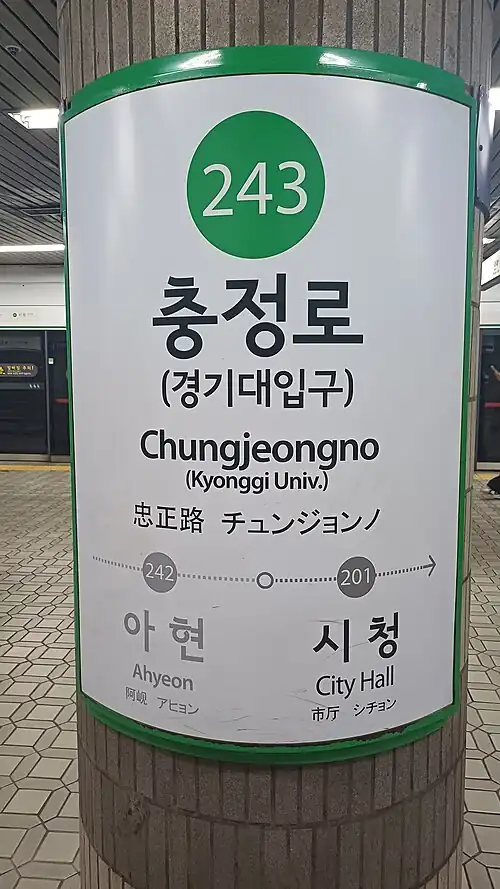 243
충정로
(경기대입구)
Chungjeongno
(Kyonggi Univ.)
忠正路 チュンジョンノ
242
201
아현
시청
Ahyeon
City Hall
阿岘 アヒョン
市厅 シチョン